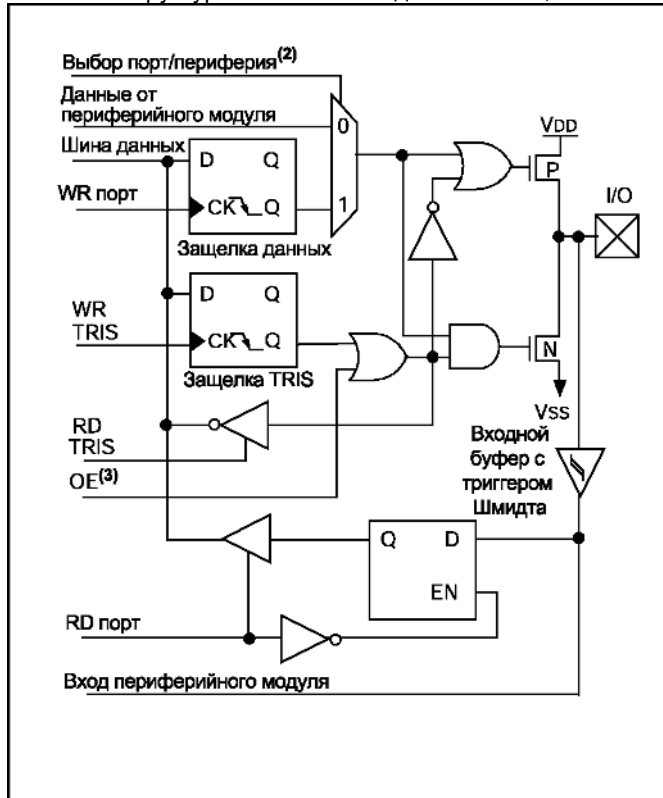 Выбор порт/периферия(2)
Данные от
периферийного модуля
Шина данных
WR порт
D Q
CK Q
Защелка данных
0
1
VDD
P
I/O
WR
TRIS
D Q
CK Q
Защелка TRIS
N
VSS
RD
TRIS
OE(3)
Входной
буфер с
триггером
Шмидта
Q D
EN
RD порт
Вход периферийного модуля